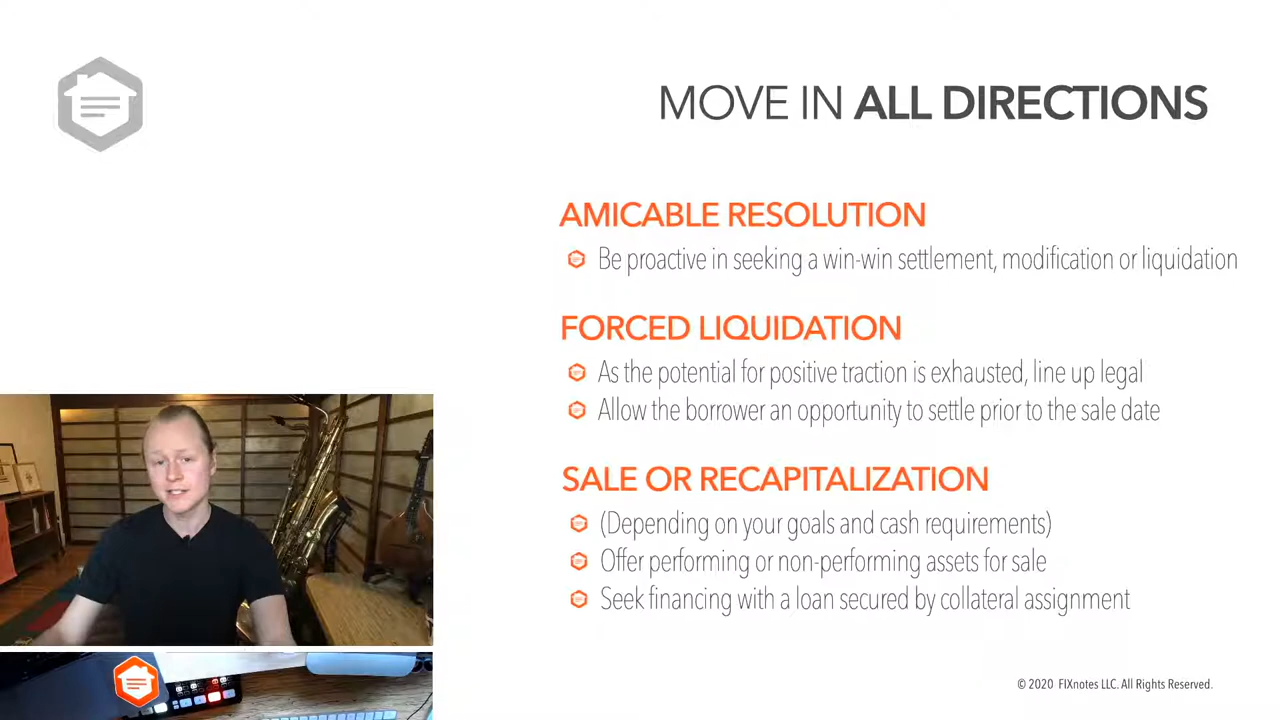 MOVE IN ALL DIRECTIONS
AMICABLE RESOLUTION
Be proactive in seeking a win-win settlement, modification or liquidation
FORCED LIQUIDATION
As the potential for positive traction is exhausted, line up legal
Allow the borrower an opportunity to settle prior to the sale date
SALE OR RECAPITALIZATION
(Depending on your goals and cash requirements)
Offer performing or non-performing assets for sale
Seek financing with a loan secured by collateral assignment
© 2020 FIXnotes LLC. All Rights Reserved.